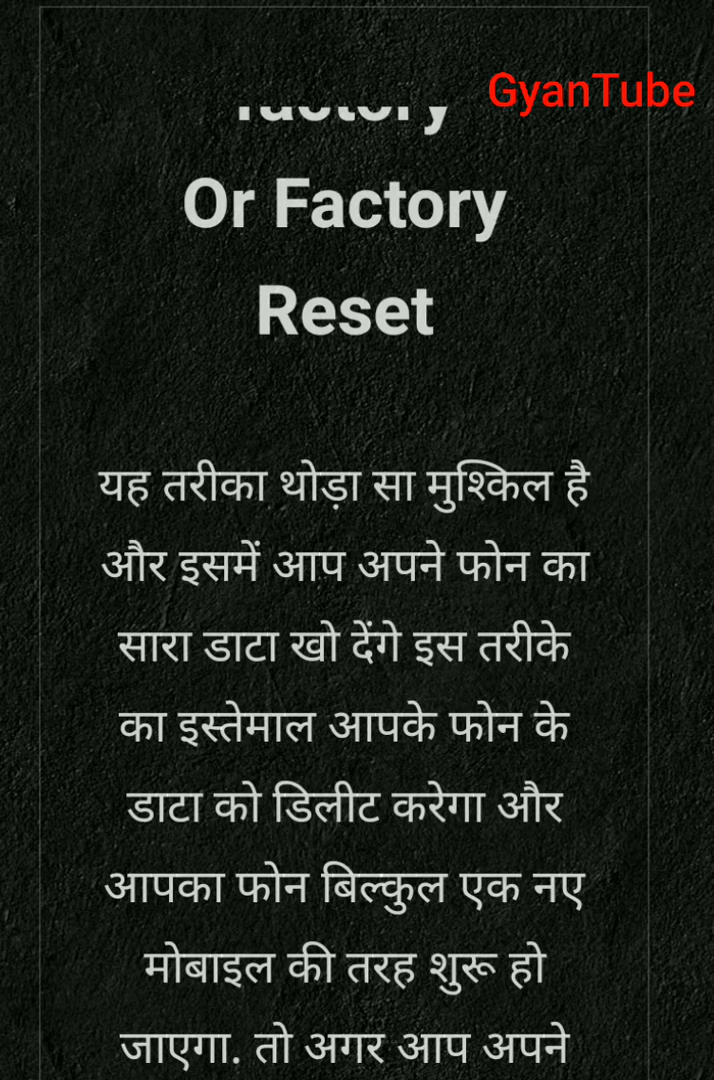 GyanTube
Or Factory
Reset
यह तरीका थोड़ा सा मुश्किल है
और इसमें आप अपने फोन का
सारा डाटा खो देंगे इस तरीके
का इस्तेमाल आपके फोन के
डाटा को डिलीट करेगा और
आपका फोन बिल्कुल एक नए
मोबाइल की तरह शुरू हो
जाएगा. तो अगर आप अपने